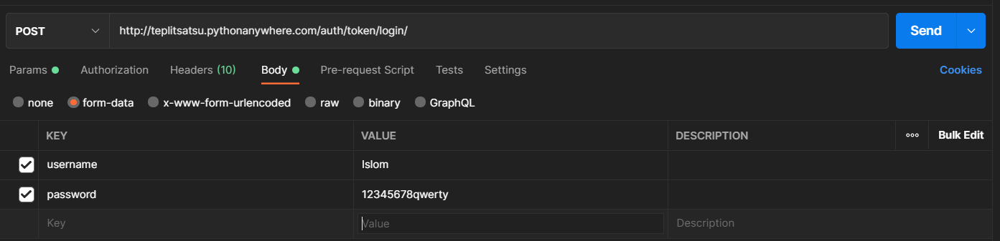 POST http://teplitsatsu.pythonanywhere.com/auth/token/login/ Send
Params Authorization Headers (10) Body Pre-request Script Tests Settings Cookies
none form-data x-www-form-urlencoded raw binary GraphQL
KEY VALUE DESCRIPTION ooo Bulk Edit
username Islom
password 12345678qwerty
Key Value Description